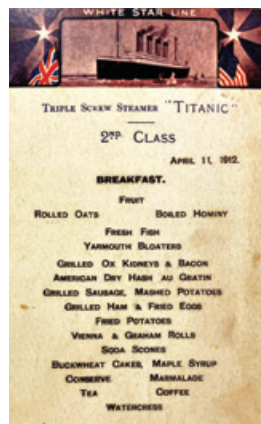 WHITE STAR LINE
TRIPLE SCREW STEAMER "TITANIC"
2ND. CLASS
APRIL 11, 1912.
BREAKFAST.
FRUIT
ROLLED OATS BOILED HOMINY
FRESH FISH
YARMOUTH BLOATERS
GRILLED OX KIDNEYS & BACON
AMERICAN DRY HASH AU GRATIN
GRILLED SAUSAGE, MASHED POTATOES
GRILLED HAM & FRIED EGGS
FRIED POTATOES
VIENNA & GRAHAM ROLLS
SODA SCONES
BUCKWHEAT CAKES, MAPLE SYRUP
CONSERVE MARMALADE
TEA COFFEE
WATERCRESS